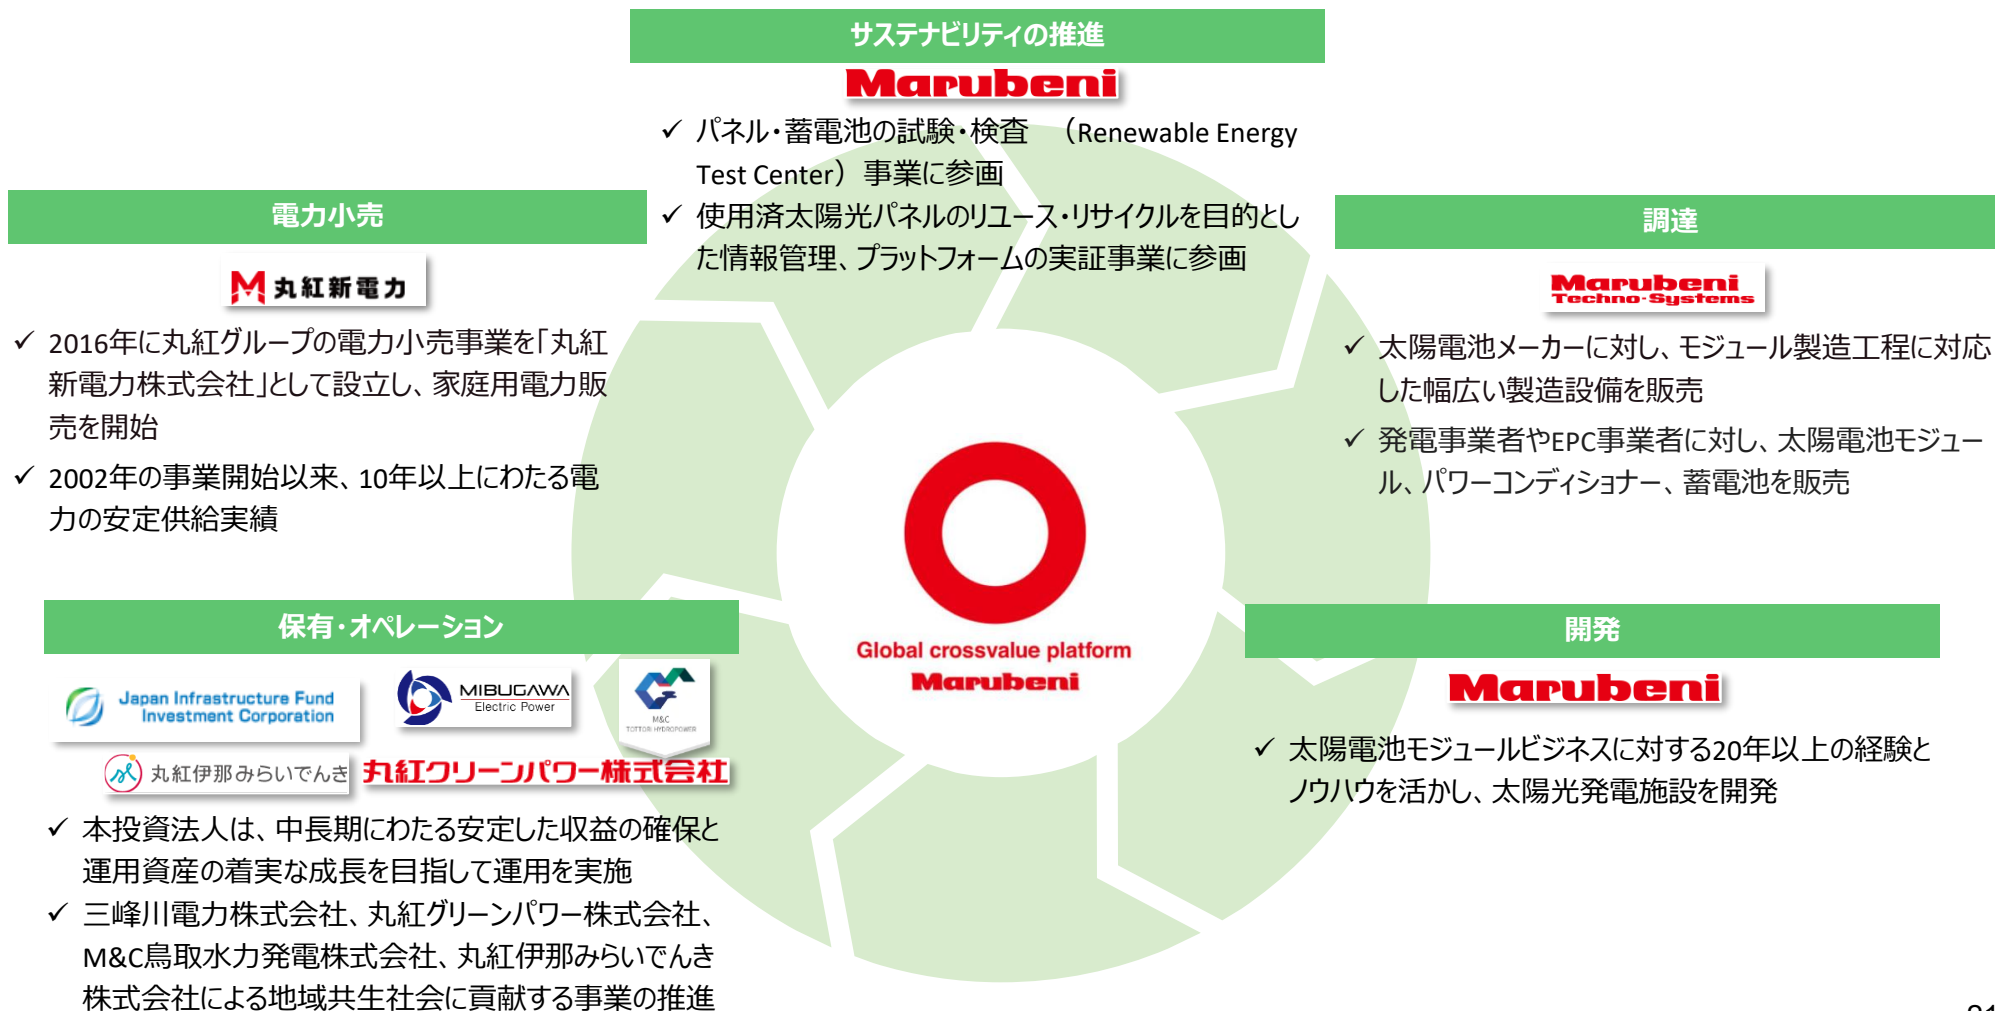 サステナビリティの推進
Marubeni
✓ パネル・蓄電池の試験・検査　（Renewable Energy
Test Center）事業に参画
✓ 使用済太陽光パネルのリユース・リサイクルを目的とし
た情報管理、プラットフォームの実証事業に参画
電力小売
丸紅新電力
✓ 2016年に丸紅グループの電力小売事業を「丸紅
新電力株式会社」として設立し、家庭用電力販
売を開始
✓ 2002年の事業開始以来、10年以上にわたる電
力の安定供給実績
調達
Marubeni
Techno-Systems
✓ 太陽電池メーカーに対し、モジュール製造工程に対応
した幅広い製造設備を販売
✓ 発電事業者やEPC事業者に対し、太陽電池モジュー
ル、パワーコンディショナー、蓄電池を販売
Global crossvalue platform
Marubeni
保有・オペレーション
Japan Infrastructure Fund
Investment Corporation
MIBUGAWA
Electric Power
M&C
TOTTORI HYDROPOWER
丸紅伊那みらいでんき
丸紅クリーンパワー株式会社
✓ 本投資法人は、中長期にわたる安定した収益の確保と
運用資産の着実な成長を目指して運用を実施
✓ 三峰川電力株式会社、丸紅グリーンパワー株式会社、
M&C鳥取水力発電株式会社、丸紅伊那みらいでんき
株式会社による地域共生社会に貢献する事業の推進
開発
Marubeni
✓ 太陽電池モジュールビジネスに対する20年以上の経験と
ノウハウを活かし、太陽光発電施設を開発